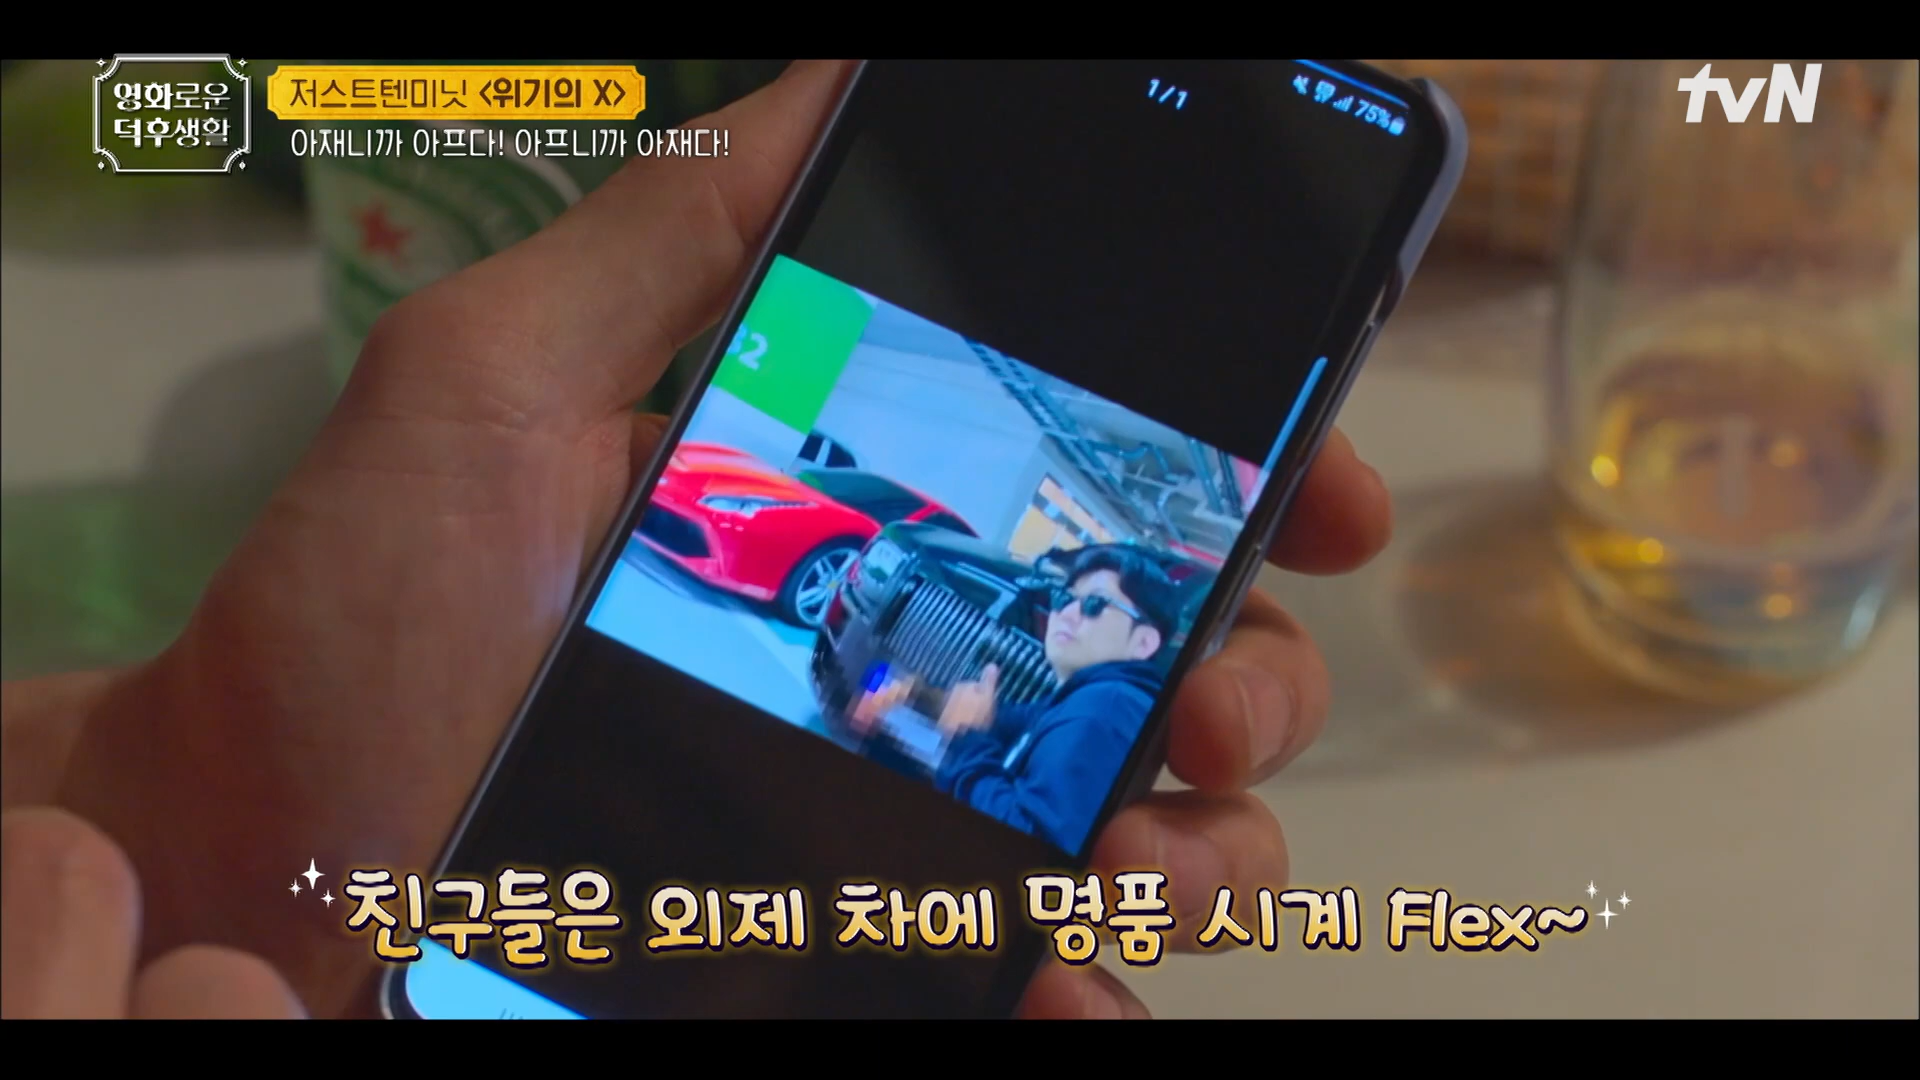 영화로운
덕후생활
저스트텐미닛 <위기의 X>
아재니까 아프다! 아프니까 아재다!
tvN
1/1
75%
32
친구들은 외제 차에 명품 시계 Flex~